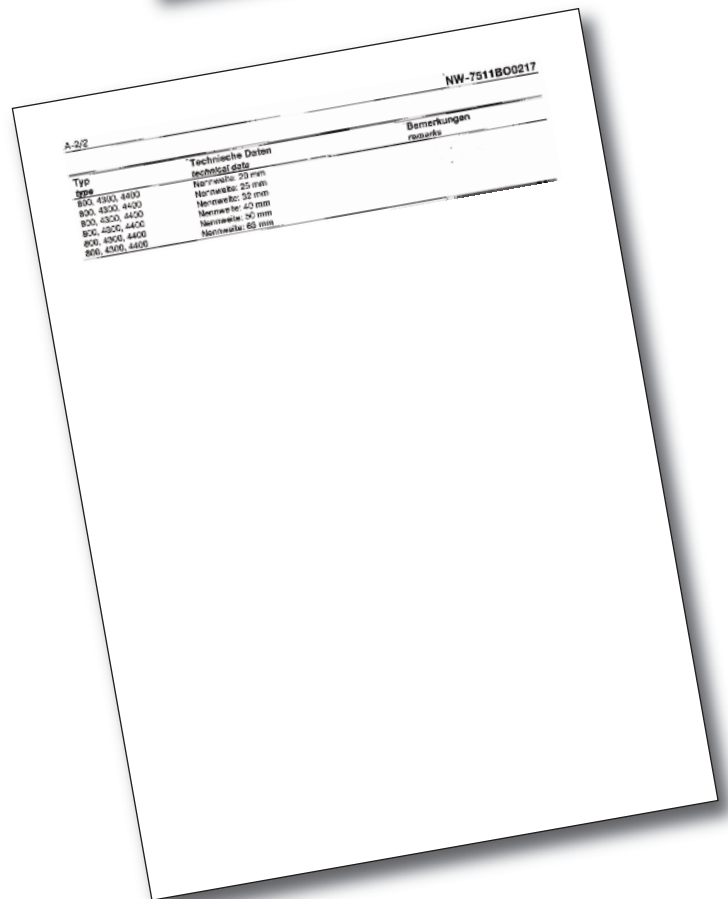 NW-7511BO0217
A-2/2
Typ Technische Daten Bemerkungen
type technical data remarks
800, 4300, 4400 Nennweite: 20 mm
800, 4300, 4400 Nennweite: 25 mm
800, 4300, 4400 Nennweite: 32 mm
800, 4300, 4400 Nennweite: 40 mm
800, 4300, 4400 Nennweite: 50 mm
800, 4300, 4400 Nennweite: 63 mm